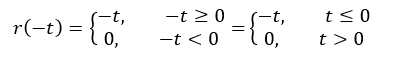 r(−t) = {−t, −t ≥ 0 = {−t, t ≤ 0
0, −t < 0 0, t > 0